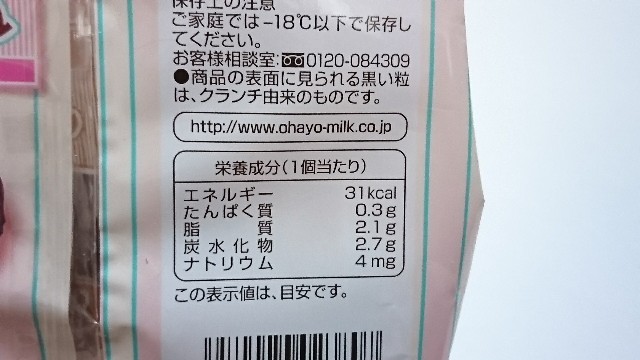 保存上の注意
ご家庭では-18℃以下で保存し
てください。
お客様相談室:0120-084309
●商品の表面に見られる黒い粒
は、クランチ由来のものです。
http://www.ohayo-milk.co.jp
栄養成分(1個当たり)
エネルギー 31kcal
たんぱく質 0.3g
脂質 2.1g
炭水化物 2.7g
ナトリウム 4mg
この表示値は、目安です。